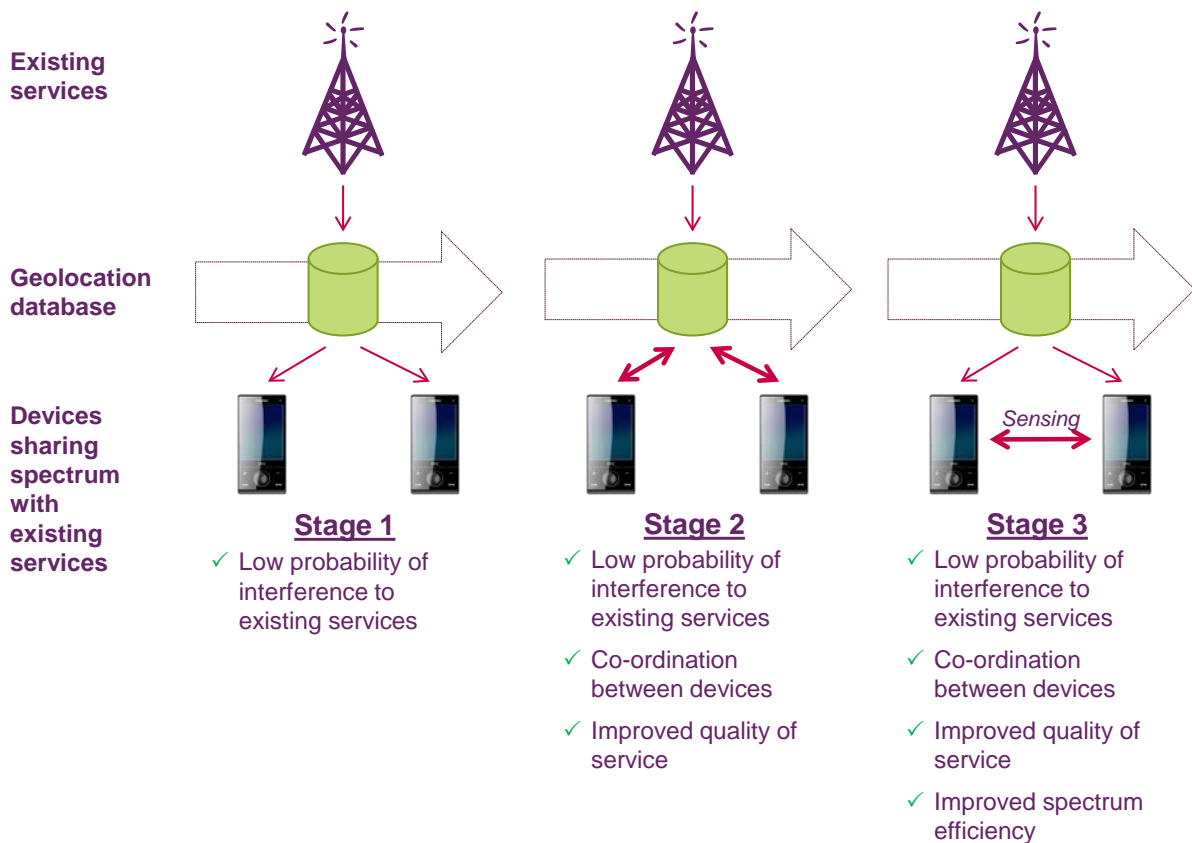 Existing
services
Geolocation
database
Devices
sharing
spectrum
with
existing
services
Sensing
Stage 1
✓ Low probability of
interference to
existing services
Stage 2
✓ Low probability of
interference to
existing services
✓ Co-ordination
between devices
✓ Improved quality of
service
Stage 3
✓ Low probability of
interference to
existing services
✓ Co-ordination
between devices
✓ Improved quality of
service
✓ Improved spectrum
efficiency